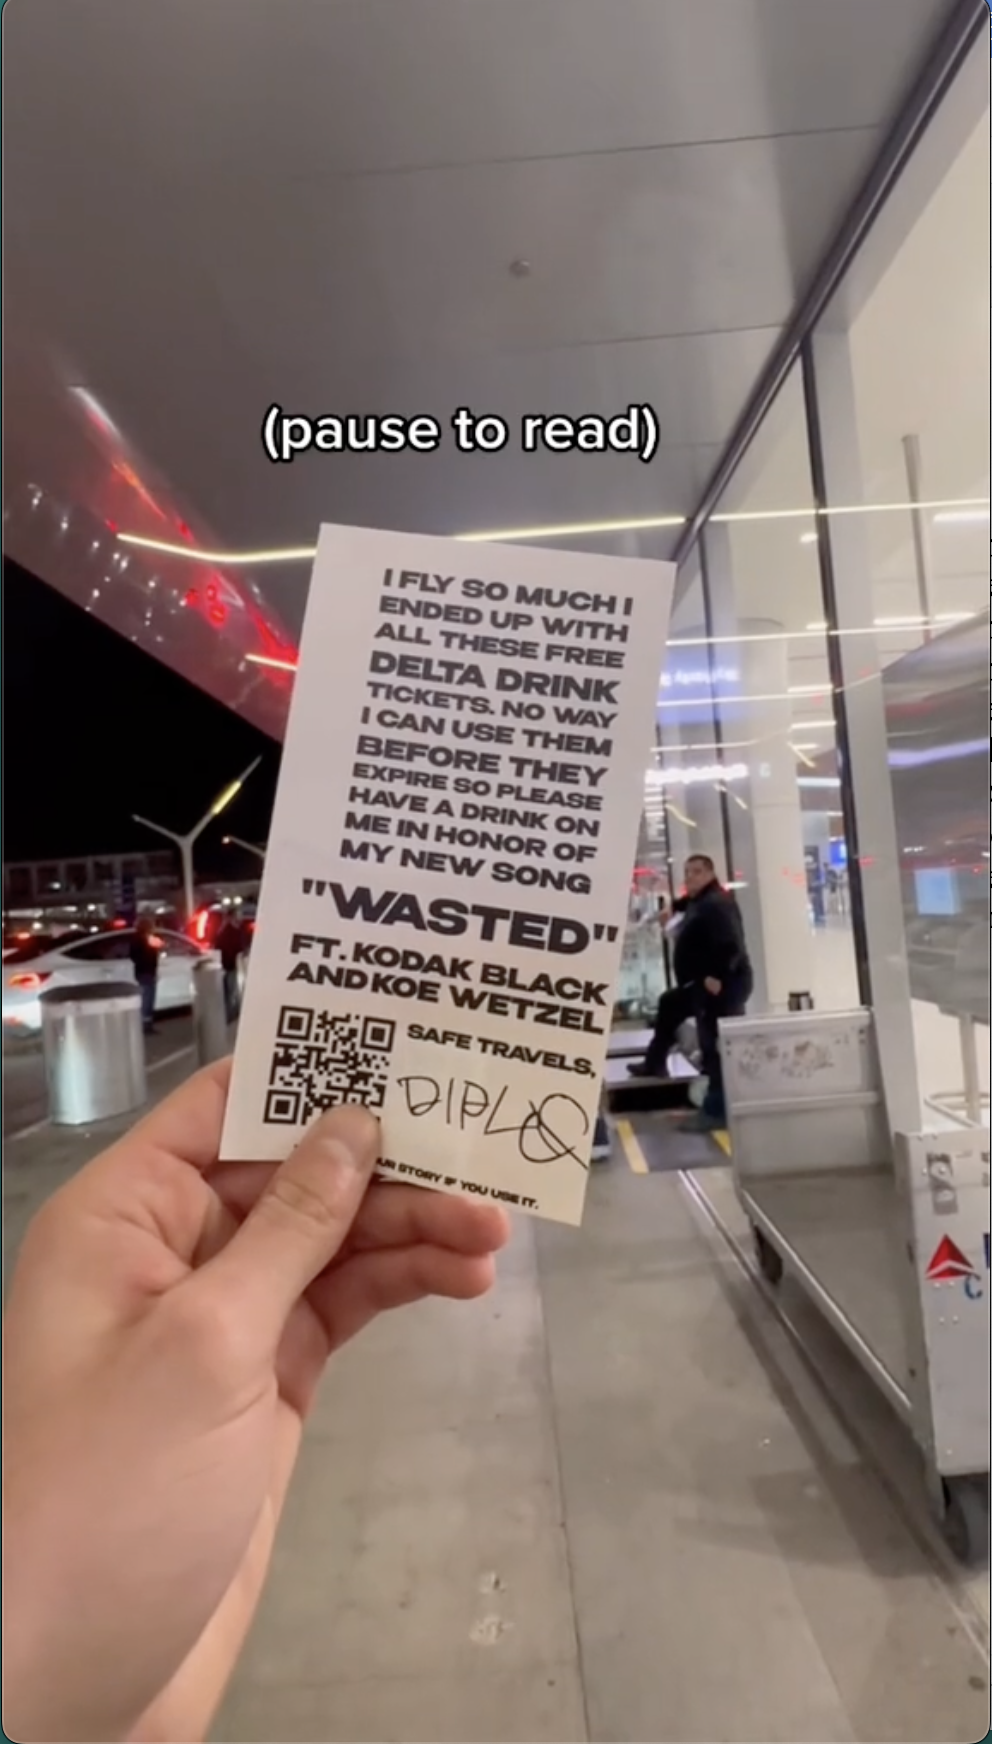 (pause to read)
I FLY SO MUCH I
ENDED UP WITH
ALL THESE FREE
DELTA DRINK
TICKETS. NO WAY
I CAN USE THEM
BEFORE THEY
EXPIRE SO PLEASE
HAVE A DRINK ON
ME IN HONOR OF
MY NEW SONG
"WASTED"
FT. KODAK BLACK
AND KOE WETZEL
SAFE TRAVELS,
DIPLO
STORY IF YOU USE IT.